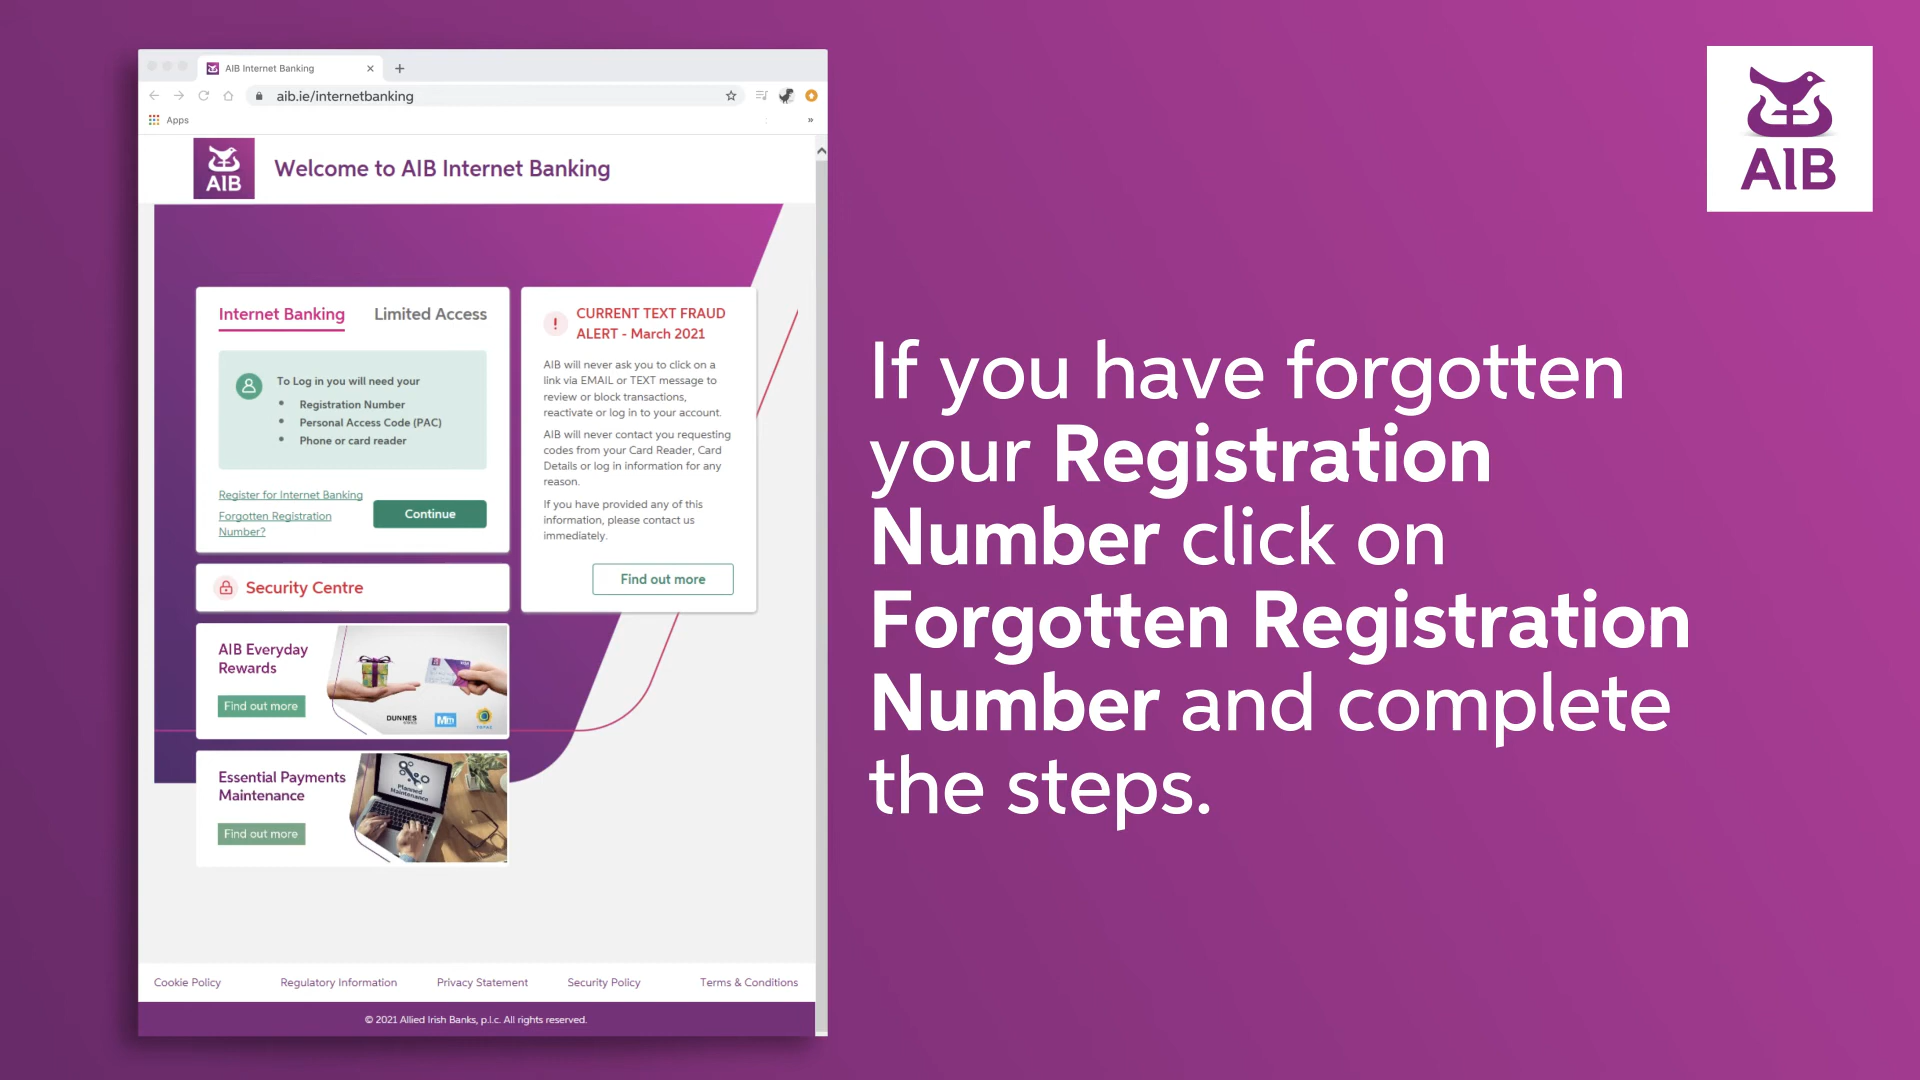 AIB Internet Banking
aib.ie/internetbanking
Apps
»
AIB
Welcome to AIB Internet Banking
Internet Banking
Limited Access
To Log in you will need your
• Registration Number
• Personal Access Code (PAC)
• Phone or card reader
Register for Internet Banking
Forgotten Registration
Number?
Continue
!
CURRENT TEXT FRAUD
ALERT - March 2021
AIB will never ask you to click on a
link via EMAIL or TEXT message to
review or block transactions,
reactivate or log in to your account.
AIB will never contact you requesting
codes from your Card Reader, Card
Details or log in information for any
reason.
If you have provided any of this
information, please contact us
immediately.
Find out more
Security Centre
AIB Everyday
Rewards
Find out more
DUNNES
Essential Payments
Maintenance
Find out more
Planned
Maintenance
Cookie Policy
Regulatory Information
Privacy Statement
Security Policy
Terms & Conditions
© 2021 Allied Irish Banks, p.l.c. All rights reserved.
AIB
If you have forgotten
your Registration
Number click on
Forgotten Registration
Number and complete
the steps.